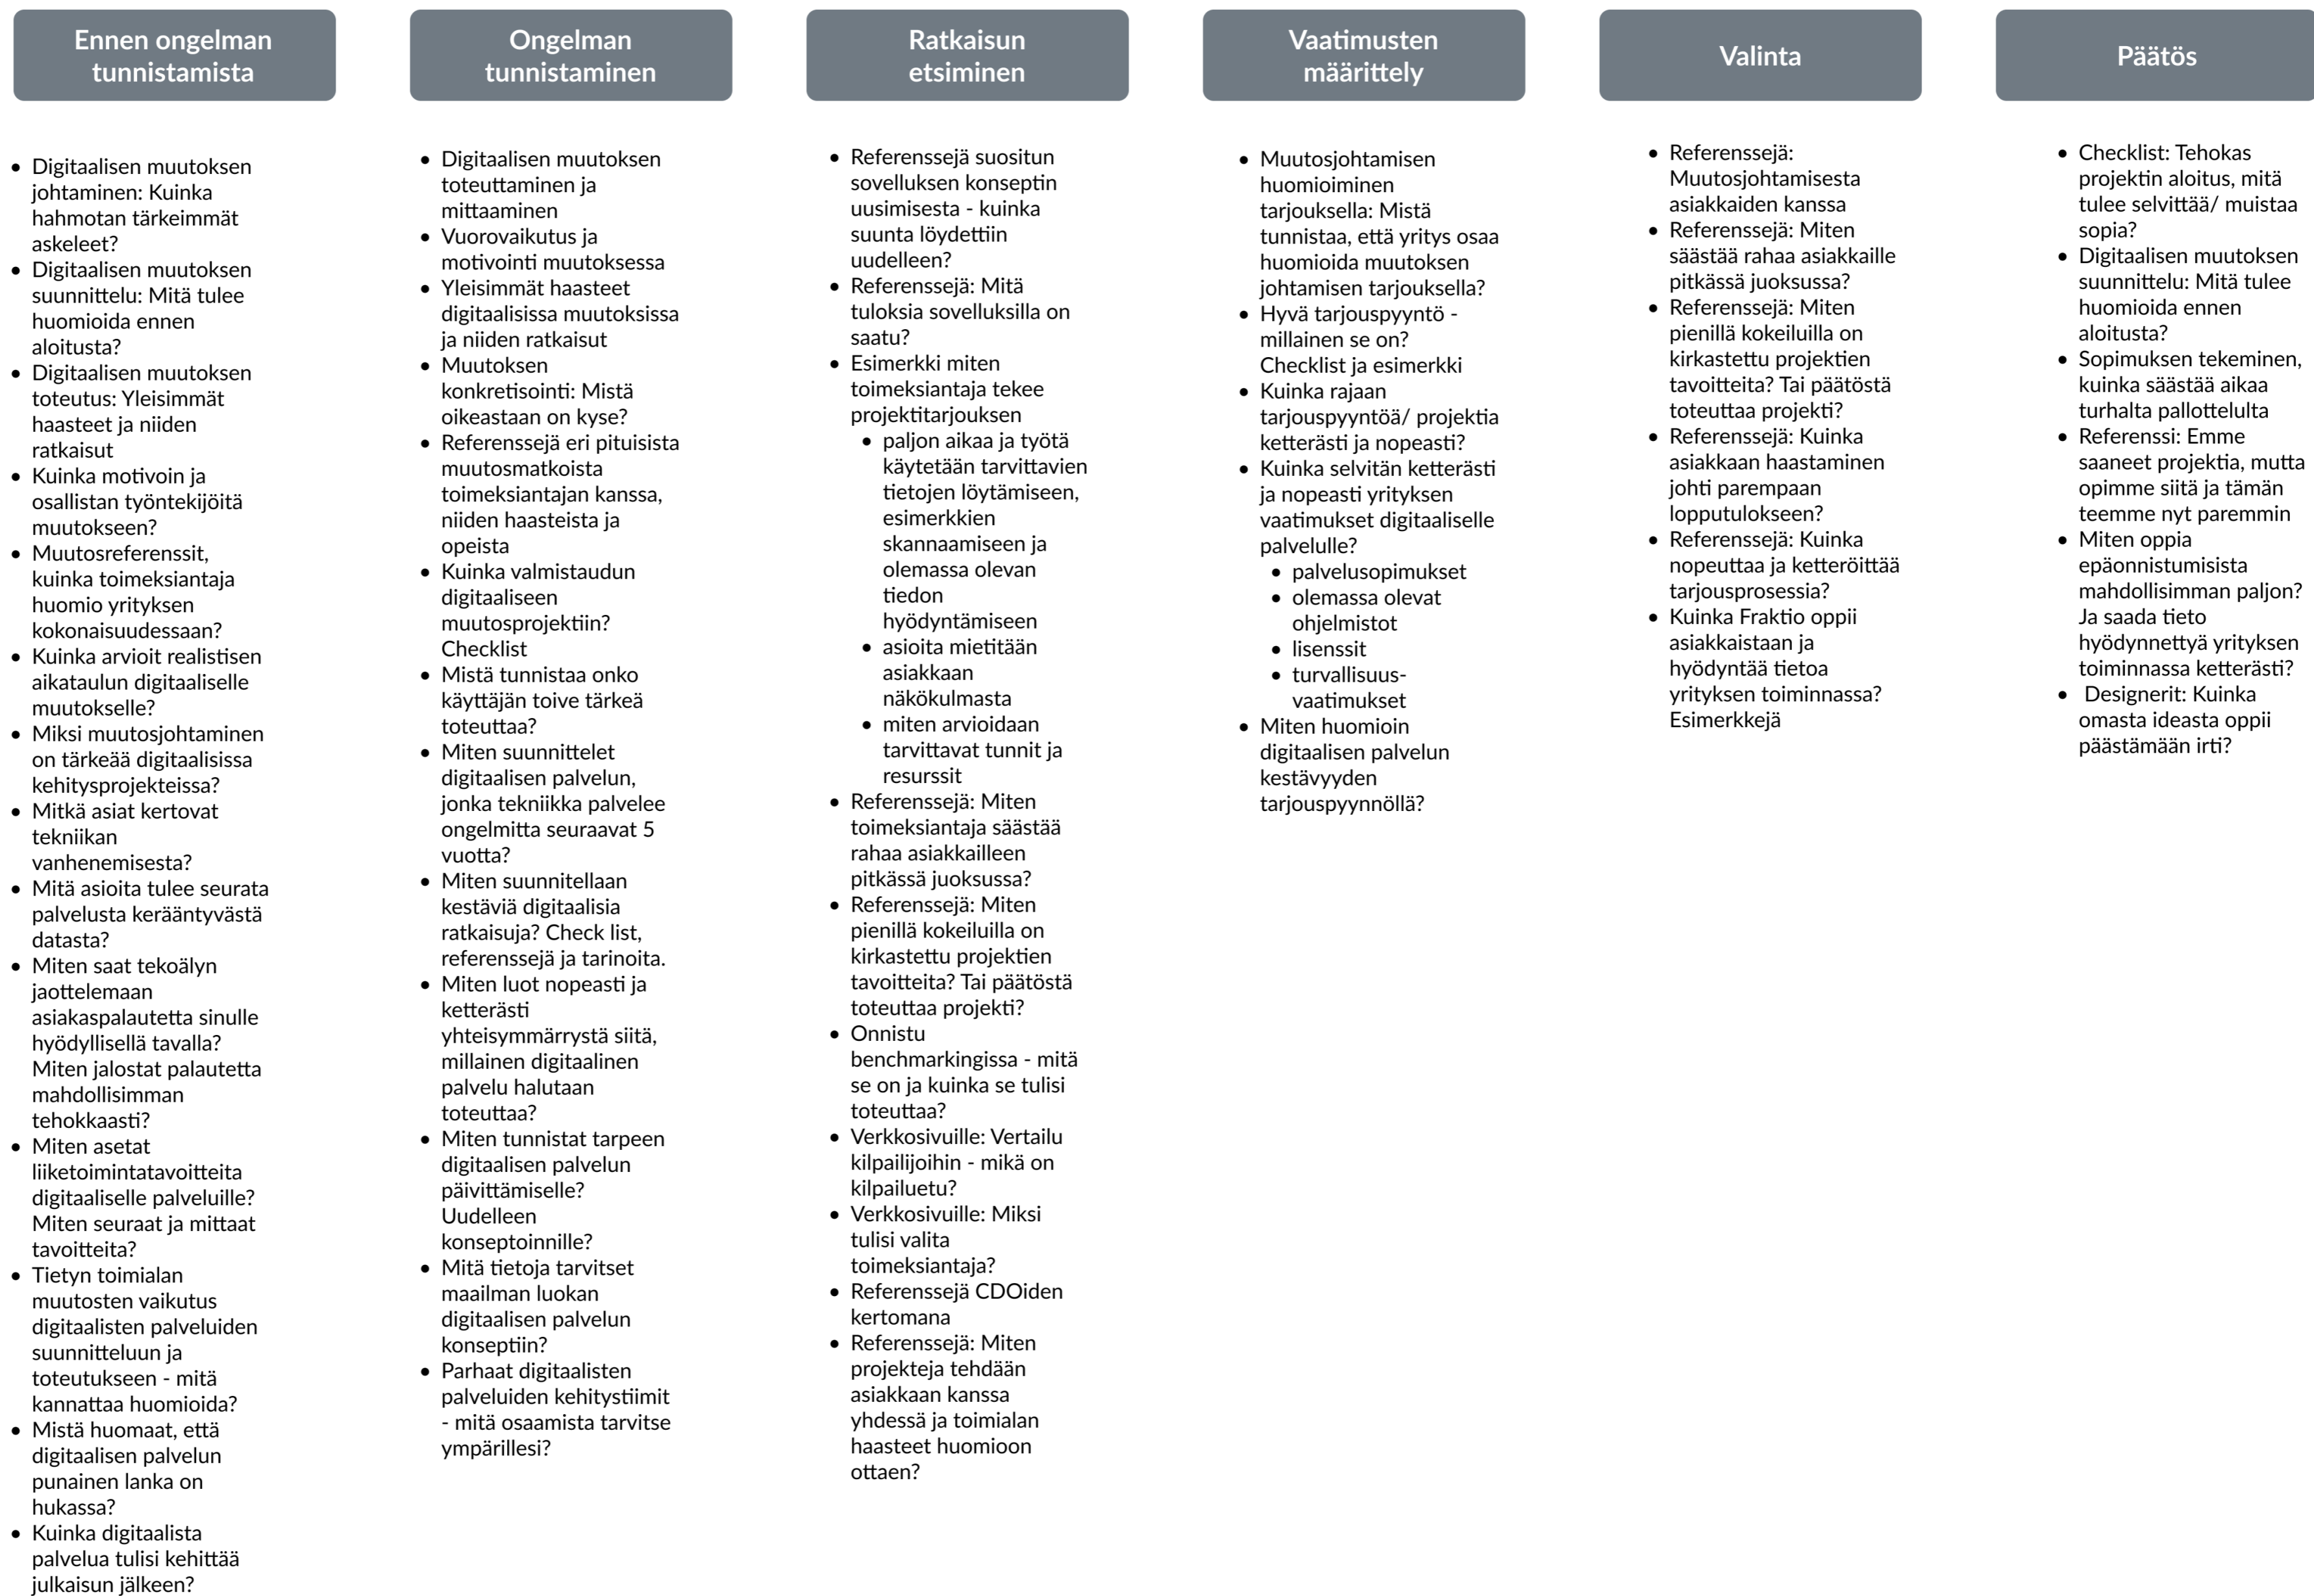 Ennen ongelman
tunnistamista
Digitaalisen muutoksen
johtaminen: Kuinka
hahmotan tärkeimmät
askeleet?
Digitaalisen muutoksen
suunnittelu: Mitä tulee
huomioida ennen
aloitusta?
Digitaalisen muutoksen
toteutus: Yleisimmät
haasteet ja niiden
ratkaisut
Kuinka motivoin ja
osallistan työntekijöitä
muutokseen?
Muutosreferenssit,
kuinka toimeksiantaja
huomio yrityksen
kokonaisuudessaan?
Kuinka arvioit realistisen
aikataulun digitaaliselle
muutokselle?
Miksi muutosjohtaminen
on tärkeää digitaalisissa
kehitysprojekteissa?
Mitkä asiat kertovat
tekniikan
vanhenemisesta?
Mitä asioita tulee seurata
palvelusta kerääntyvästä
datasta?
Miten saat tekoälyn
jaottelemaan
asiakaspalautetta sinulle
hyödyllisellä tavalla?
Miten jalostat palautetta
mahdollisimman
tehokkaasti?
Miten asetat
liiketoimintatavoitteita
digitaaliselle palveluille?
Miten seuraat ja mittaat
tavoitteita?
Tietyn toimialan
muutosten vaikutus
digitaalisten palveluiden
suunnitteluun ja
toteutukseen - mitä
kannattaa huomioida?
Mistä huomaat, että
digitaalisen palvelun
punainen lanka on
hukassa?
Kuinka digitaalista
palvelua tulisi kehittää
julkaisun jälkeen?
Ongelman
tunnistaminen
Digitaalisen muutoksen
toteuttaminen ja
mittaaminen
Vuorovaikutus ja
motivointi muutoksessa
Yleisimmät haasteet
digitaalisissa muutoksissa
ja niiden ratkaisut
Muutoksen
konkretisointi: Mistä
oikeastaan on kyse?
Referenssejä eri pituisista
muutosmatkoista
toimeksiantajan kanssa,
niiden haasteista ja
opeista
Kuinka valmistaudun
digitaaliseen
muutosprojektiin?
Checklist
Mistä tunnistaa onko
käyttäjän toive tärkeä
toteuttaa?
Miten suunnittelet
digitaalisen palvelun,
jonka tekniikka palvelee
ongelmitta seuraavat 5
vuotta?
Miten suunnitellaan
kestäviä digitaalisia
ratkaisuja? Check list,
referenssejä ja tarinoita.
Miten luot nopeasti ja
ketterästi
yhteisymmärrystä siitä,
millainen digitaalinen
palvelu halutaan
toteuttaa?
Miten tunnistat tarpeen
digitaalisen palvelun
päivittämiselle?
Uudelleen
konseptoinnille?
Mitä tietoja tarvitset
maailman luokan
digitaalisen palvelun
konseptiin?
Parhaat digitaalisten
palveluiden kehitystiimit
- mitä osaamista tarvitse
ympärillesi?
Ratkaisun
etsiminen
Referenssejä suositun
sovelluksen konseptin
uusimisesta - kuinka
suunta löydettiin
uudelleen?
Referenssejä: Mitä
tuloksia sovelluksilla on
saatu?
Esimerkki miten
toimeksiantaja tekee
projektitarjouksen
paljon aikaa ja työtä
käytetään tarvittavien
tietojen löytämiseen,
esimerkkien
skannaamiseen ja
olemassa olevan
tiedon
hyödyntämiseen
asioita mietitään
asiakkaan
näkökulmasta
miten arvioidaan
tarvittavat tunnit ja
resurssit
Referenssejä: Miten
toimeksiantaja säästää
rahaa asiakkailleen
pitkässä juoksussa?
Referenssejä: Miten
pienillä kokeiluilla on
kirkastettu projektien
tavoitteita? Tai päätöstä
toteuttaa projekti?
Onnistu
benchmarkingissa - mitä
se on ja kuinka se tulisi
toteuttaa?
Verkkosivuille: Vertailu
kilpailijoihin - mikä on
kilpailuetu?
Verkkosivuille: Miksi
tulisi valita
toimeksiantaja?
Referenssejä CDOiden
kertomana
Referenssejä: Miten
projekteja tehdään
asiakkaan kanssa
yhdessä ja toimialan
haasteet huomioon
ottaen?
Vaatimusten
määrittely
Muutosjohtamisen
huomioiminen
tarjouksella: Mistä
tunnistaa, että yritys osaa
huomioida muutoksen
johtamisen tarjouksella?
Hyvä tarjouspyyntö -
millainen se on?
Checklist ja esimerkki
Kuinka rajaan
tarjouspyyntöä/ projektia
ketterästi ja nopeasti?
Kuinka selvitän ketterästi
ja nopeasti yrityksen
vaatimukset digitaaliselle
palvelulle?
palvelusopimukset
olemassa olevat
ohjelmistot
lisenssit
turvallisuus-
vaatimukset
Miten huomioin
digitaalisen palvelun
kestävyyden
tarjouspyynnöllä?
Valinta
Referenssejä:
Muutosjohtamisesta
asiakkaiden kanssa
Referenssejä: Miten
säästää rahaa asiakkaille
pitkässä juoksussa?
Referenssejä: Miten
pienillä kokeiluilla on
kirkastettu projektien
tavoitteita? Tai päätöstä
toteuttaa projekti?
Referenssejä: Kuinka
asiakkaan haastaminen
johti parempaan
lopputulokseen?
Referenssejä: Kuinka
nopeuttaa ja ketteröittää
tarjousprosessia?
Kuinka Fraktio oppii
asiakkaistaan ja
hyödyntää tietoa
yrityksen toiminnassa?
Esimerkkejä
Päätös
Checklist: Tehokas
projektin aloitus, mitä
tulee selvittää/ muistaa
sopia?
Digitaalisen muutoksen
suunnittelu: Mitä tulee
huomioida ennen
aloitusta?
Sopimuksen tekeminen,
kuinka säästää aikaa
turhalta pallottelulta
Referenssi: Emme
saaneet projektia, mutta
opimme siitä ja tämän
teemme nyt paremmin
Miten oppia
epäonnistumisista
mahdollisimman paljon?
Ja saada tieto
hyödynnettyä yrityksen
toiminnassa ketterästi?
Designerit: Kuinka
omasta ideasta oppii
päästämään irti?